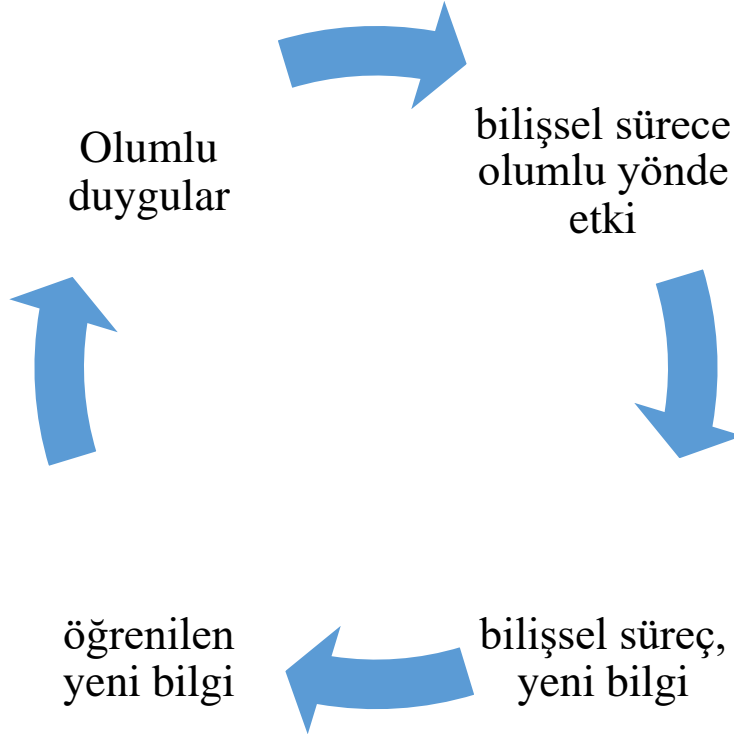 Olumlu
duygular
bilişsel sürece
olumlu yönde
etki
bilişsel süreç,
yeni bilgi
öğrenilen
yeni bilgi